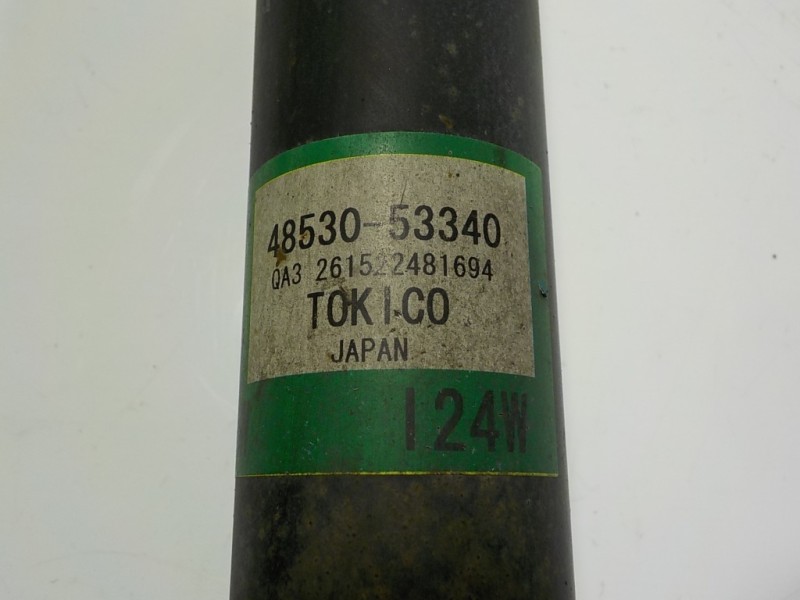 48530-53340
QA3 261522481694
TOKICO
JAPAN
I24W